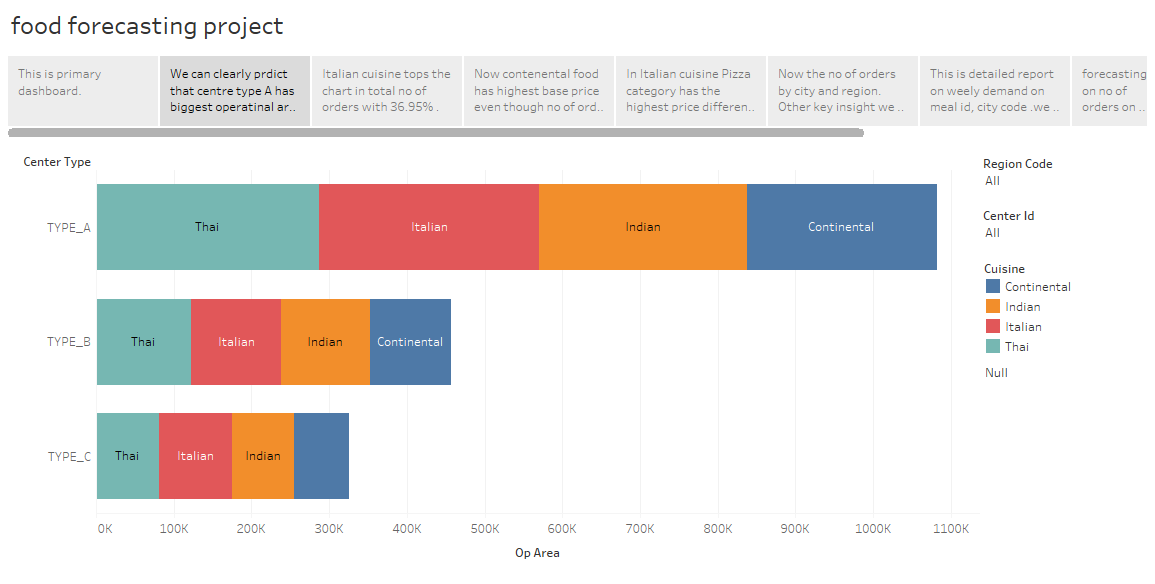 food forecasting project
This is primary
dashboard.
We can clearly prdict
that centre type A has
biggest operatinal ar..
Italian cuisine tops the
chart in total no of
orders with 36.95% .
Now contenental food
has highest base price
even though no of ord..
In Italian cuisine Pizza
category has the
highest price differen..
Now the no of orders
by city and region.
Other key insight we ..
This is detailed report
on weely demand on
meal id, city code .we ..
forecasting
on no of
orders on ..
Center Type
TYPE_A
Thai
Italian
Indian
Continental
TYPE_B
Thai
Italian
Indian
Continental
TYPE_C
Thai
Italian
Indian
0K
100K
200K
300K
400K
500K
600K
700K
800K
900K
1000K
1100K
Op Area
Region Code
All
Center Id
All
Cuisine
Continental
Indian
Italian
Thai
Null